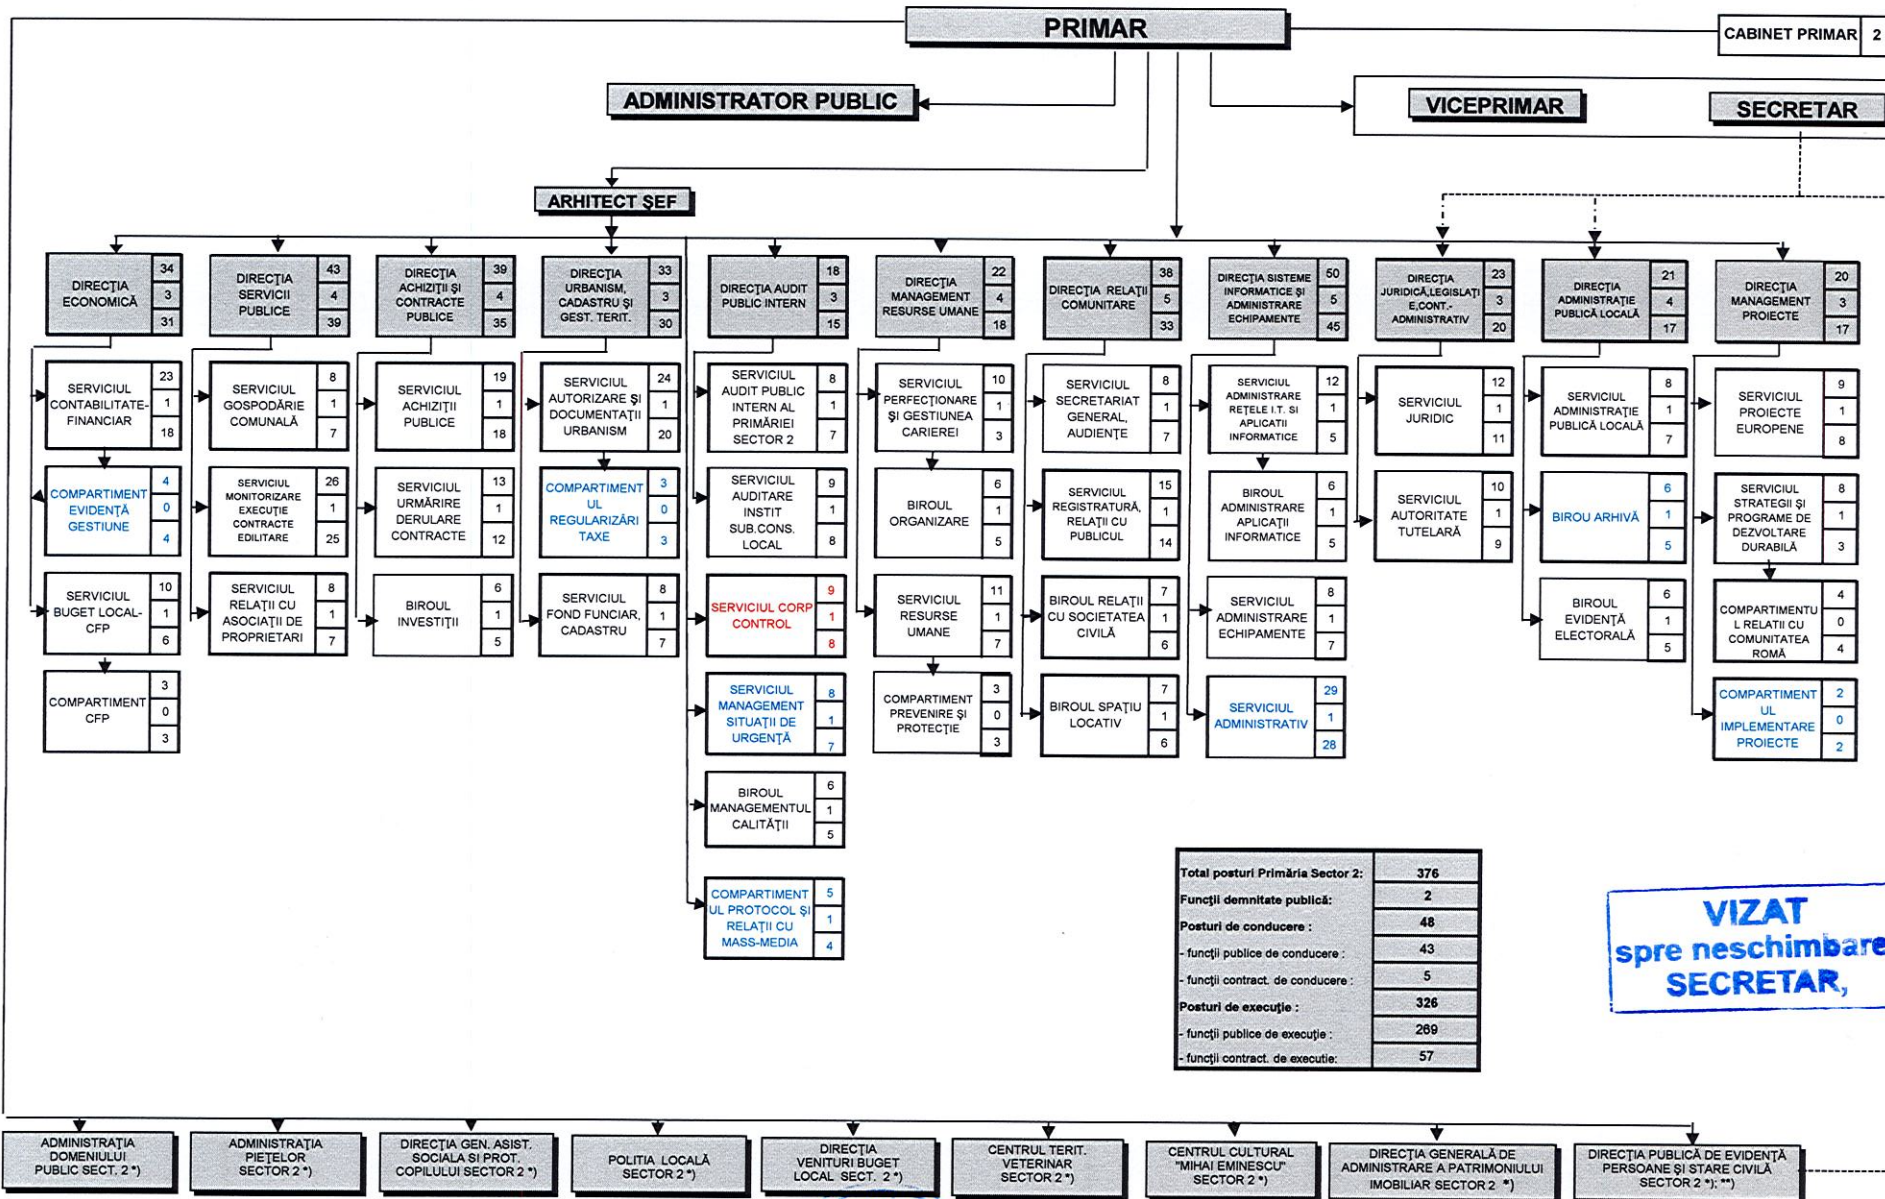 PRIMAR
CABINET PRIMAR 2
ADMINISTRATOR PUBLIC
VICEPRIMAR
SECRETAR
ARHITECT ŞEF
DIRECŢIA
ECONOMICĂ
34
3
31
DIRECŢIA
SERVICII
PUBLICE
43
4
39
DIRECŢIA
ACHIZIŢII ŞI
CONTRACTE
PUBLICE
39
4
35
DIRECŢIA
URBANISM,
CADASTRU ŞI
GEST. TERIT.
33
3
30
DIRECŢIA AUDIT
PUBLIC INTERN
18
3
15
DIRECŢIA
MANAGEMENT
RESURSE UMANE
22
4
18
DIRECŢIA RELAŢII
COMUNITARE
38
5
33
DIRECŢIA SISTEME
INFORMATICE ŞI
ADMINISTRARE
ECHIPAMENTE
50
5
45
DIRECŢIA
JURIDICĂ,LEGISLAŢI
E,CONT.-
ADMINISTRATIV
23
3
20
DIRECŢIA
ADMINISTRAŢIE
PUBLICĂ LOCALĂ
21
4
17
DIRECŢIA
MANAGEMENT
PROIECTE
20
3
17
SERVICIUL
CONTABILITATE-
FINANCIAR
23
1
18
COMPARTIMENT
EVIDENŢĂ
GESTIUNE
4
0
4
SERVICIUL
BUGET LOCAL-
CFP
10
1
6
COMPARTIMENT
CFP
3
0
3
SERVICIUL
GOSPODĂRIE
COMUNALĂ
8
1
7
SERVICIUL
MONITORIZARE
EXECUŢIE
CONTRACTE
EDILITARE
26
1
25
SERVICIUL
RELAŢII CU
ASOCIAŢII DE
PROPRIETARI
8
1
7
SERVICIUL
ACHIZIŢII
PUBLICE
19
1
18
SERVICIUL
URMĂRIRE
DERULARE
CONTRACTE
13
1
12
BIROUL
INVESTIŢII
6
1
5
SERVICIUL
AUTORIZARE ŞI
DOCUMENTAŢII
URBANISM
24
1
20
COMPARTIMENT
UL
REGULARIZĂRI
TAXE
3
0
3
SERVICIUL
FOND FUNCIAR,
CADASTRU
8
1
7
SERVICIUL
AUDIT PUBLIC
INTERN AL
PRIMĂRIEI
SECTOR 2
8
1
7
SERVICIUL
AUDITARE
INSTIT
SUB.CONS.
LOCAL
9
1
8
SERVICIUL CORP
CONTROL
9
1
8
SERVICIUL
MANAGEMENT
SITUAŢII DE
URGENŢĂ
8
1
7
BIROUL
MANAGEMENTUL
CALITĂŢII
6
1
5
COMPARTIMENT
UL PROTOCOL ŞI
RELAŢII CU
MASS-MEDIA
5
1
4
SERVICIUL
PERFECŢIONARE
ŞI GESTIUNEA
CARIEREI
10
1
3
BIROUL
ORGANIZARE
6
1
5
SERVICIUL
RESURSE
UMANE
11
1
7
COMPARTIMENT
PREVENIRE ŞI
PROTECŢIE
3
0
3
SERVICIUL
SECRETARIAT
GENERAL,
AUDIENŢE
8
1
7
SERVICIUL
REGISTRATURĂ,
RELAŢII CU
PUBLICUL
15
1
14
BIROUL RELAŢII
CU SOCIETATEA
CIVILĂ
7
1
6
BIROUL SPAŢIU
LOCATIV
7
1
6
SERVICIUL
ADMINISTRARE
REŢELE I.T. SI
APLICATII
INFORMATICE
12
1
5
BIROUL
ADMINISTRARE
APLICAŢII
INFORMATICE
6
1
5
SERVICIUL
ADMINISTRARE
ECHIPAMENTE
8
1
7
SERVICIUL
ADMINISTRATIV
29
1
28
SERVICIUL
JURIDIC
12
1
11
SERVICIUL
AUTORITATE
TUTELARĂ
10
1
9
SERVICIUL
ADMINISTRAŢIE
PUBLICĂ LOCALĂ
8
1
7
BIROU ARHIVĂ
6
1
5
BIROUL
EVIDENŢĂ
ELECTORALĂ
6
1
5
SERVICIUL
PROIECTE
EUROPENE
9
1
8
SERVICIUL
STRATEGII ŞI
PROGRAME DE
DEZVOLTARE
DURABILĂ
8
1
3
COMPARTIMENTU
L RELATII CU
COMUNITATEA
ROMĂ
4
0
4
COMPARTIMENT
UL
IMPLEMENTARE
PROIECTE
2
0
2
Total posturi Primăria Sector 2: 376
Funcţii demnitate publică: 2
Posturi de conducere : 48
- funcţii publice de conducere : 43
- funcţii contract. de conducere : 5
Posturi de execuţie : 326
- funcţii publice de execuţie : 269
- funcţii contract. de executie: 57
VIZAT
spre neschimbare
SECRETAR,
ADMINISTRAŢIA
DOMENIULUI
PUBLIC SECT. 2 *)
ADMINISTRAŢIA
PIEŢELOR
SECTOR 2 *)
DIRECŢIA GEN. ASIST.
SOCIALA SI PROT.
COPILULUI SECTOR 2 *)
POLITIA LOCALĂ
SECTOR 2 *)
DIRECŢIA
VENITURI BUGET
LOCAL SECT. 2 *)
CENTRUL TERIT.
VETERINAR
SECTOR 2 *)
CENTRUL CULTURAL
"MIHAI EMINESCU"
SECTOR 2 *)
DIRECŢIA GENERALĂ DE
ADMINISTRARE A PATRIMONIULUI
IMOBILIAR SECTOR 2 *)
DIRECŢIA PUBLICĂ DE EVIDENŢĂ
PERSOANE ŞI STARE CIVILĂ
SECTOR 2 *); **)